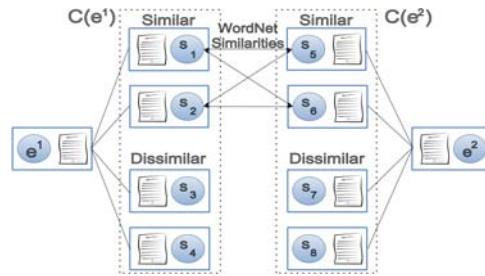 C(e¹)
Similar
WordNet
Similarities
Similar
C(e²)
s₁
s₅
s₂
s₆
e¹
e²
Dissimilar
Dissimilar
s₃
s₇
s₄
s₈